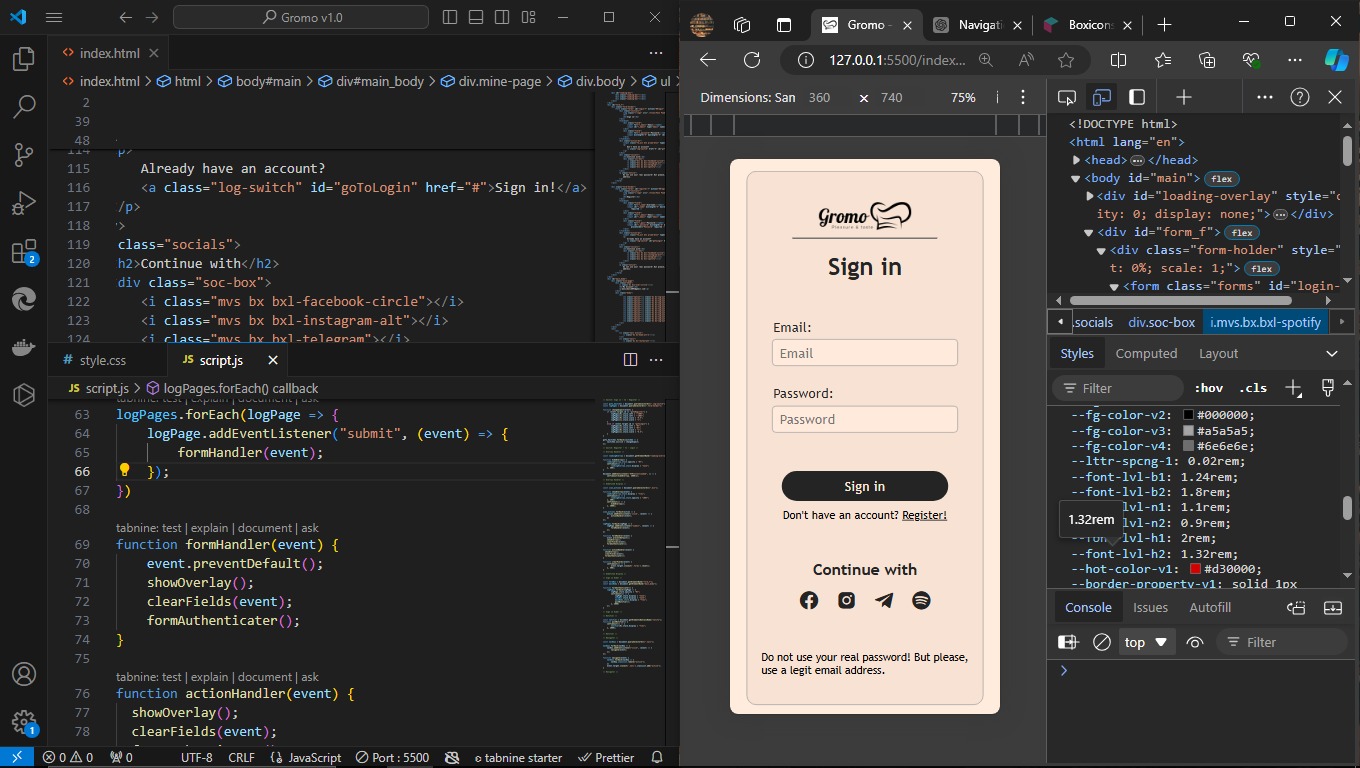 Gromo v1.0
index.html
index.html > html > body#main > div#main_body > div.mine-page > div.body > ul
2
39
48
114 p>
115 Already have an account?
116 <a class="log-switch" id="goToLogin" href="#">Sign in!</a>
117 /p>
118 >
119 class="socials">
120 h2>Continue with</h2>
121 div class="soc-box">
122 <i class="mvs bx bxl-facebook-circle"></i>
123 <i class="mvs bx bxl-instagram-alt"></i>
124 <i class="mvs bx bxl-telegram"></i>
# style.css
JS script.js
JS script.js > logPages.forEach() callback
tabnine: test | explain | document | ask
63 logPages.forEach(logPage => {
64 logPage.addEventListener("submit", (event) => {
65 formHandler(event);
66 });
67 })
68
tabnine: test | explain | document | ask
69 function formHandler(event) {
70 event.preventDefault();
71 showOverlay();
72 clearFields(event);
73 formAuthenticater();
74 }
75
tabnine: test | explain | document | ask
76 function actionHandler(event) {
77 showOverlay();
78 clearFields(event);
2
1
0 0 0 UTF-8 CRLF {} JavaScript Port : 5500 tabnine starter Prettier
Gromo -
Navigati
Boxicons
127.0.0.1:5500/index...
Dimensions: San 360 × 740 75%
Gromo
Pleasure & taste
Sign in
Email:
Email
Password:
Password
Sign in
Don't have an account? Register!
Continue with
Do not use your real password! But please,
use a legit email address.
<!DOCTYPE html>
<html lang="en">
<head> ... </head>
<body id="main"> flex
<div id="loading-overlay" style="c
ity: 0; display: none;"> ... </div>
<div id="form_f"> flex
<div class="form-holder" style="
t: 0%; scale: 1;"> flex
<form class="forms" id="login-
.socials div.soc-box i.mvs.bx.bxl-spotify
Styles Computed Layout
Filter :hov .cls
--fg-color-v2: #000000;
--fg-color-v3: #a5a5a5;
--fg-color-v4: #6e6e6e;
--lttr-spcng-1: 0.02rem;
--font-lvl-b1: 1.24rem;
--font-lvl-b2: 1.8rem;
lvl-n1: 1.1rem;
1.32rem
lvl-n2: 0.9rem;
--font-lvl-h1: 2rem;
--font-lvl-h2: 1.32rem;
--hot-color-v1: #d30000;
--border-property-v1: solid 1px
Console Issues Autofill
top Filter